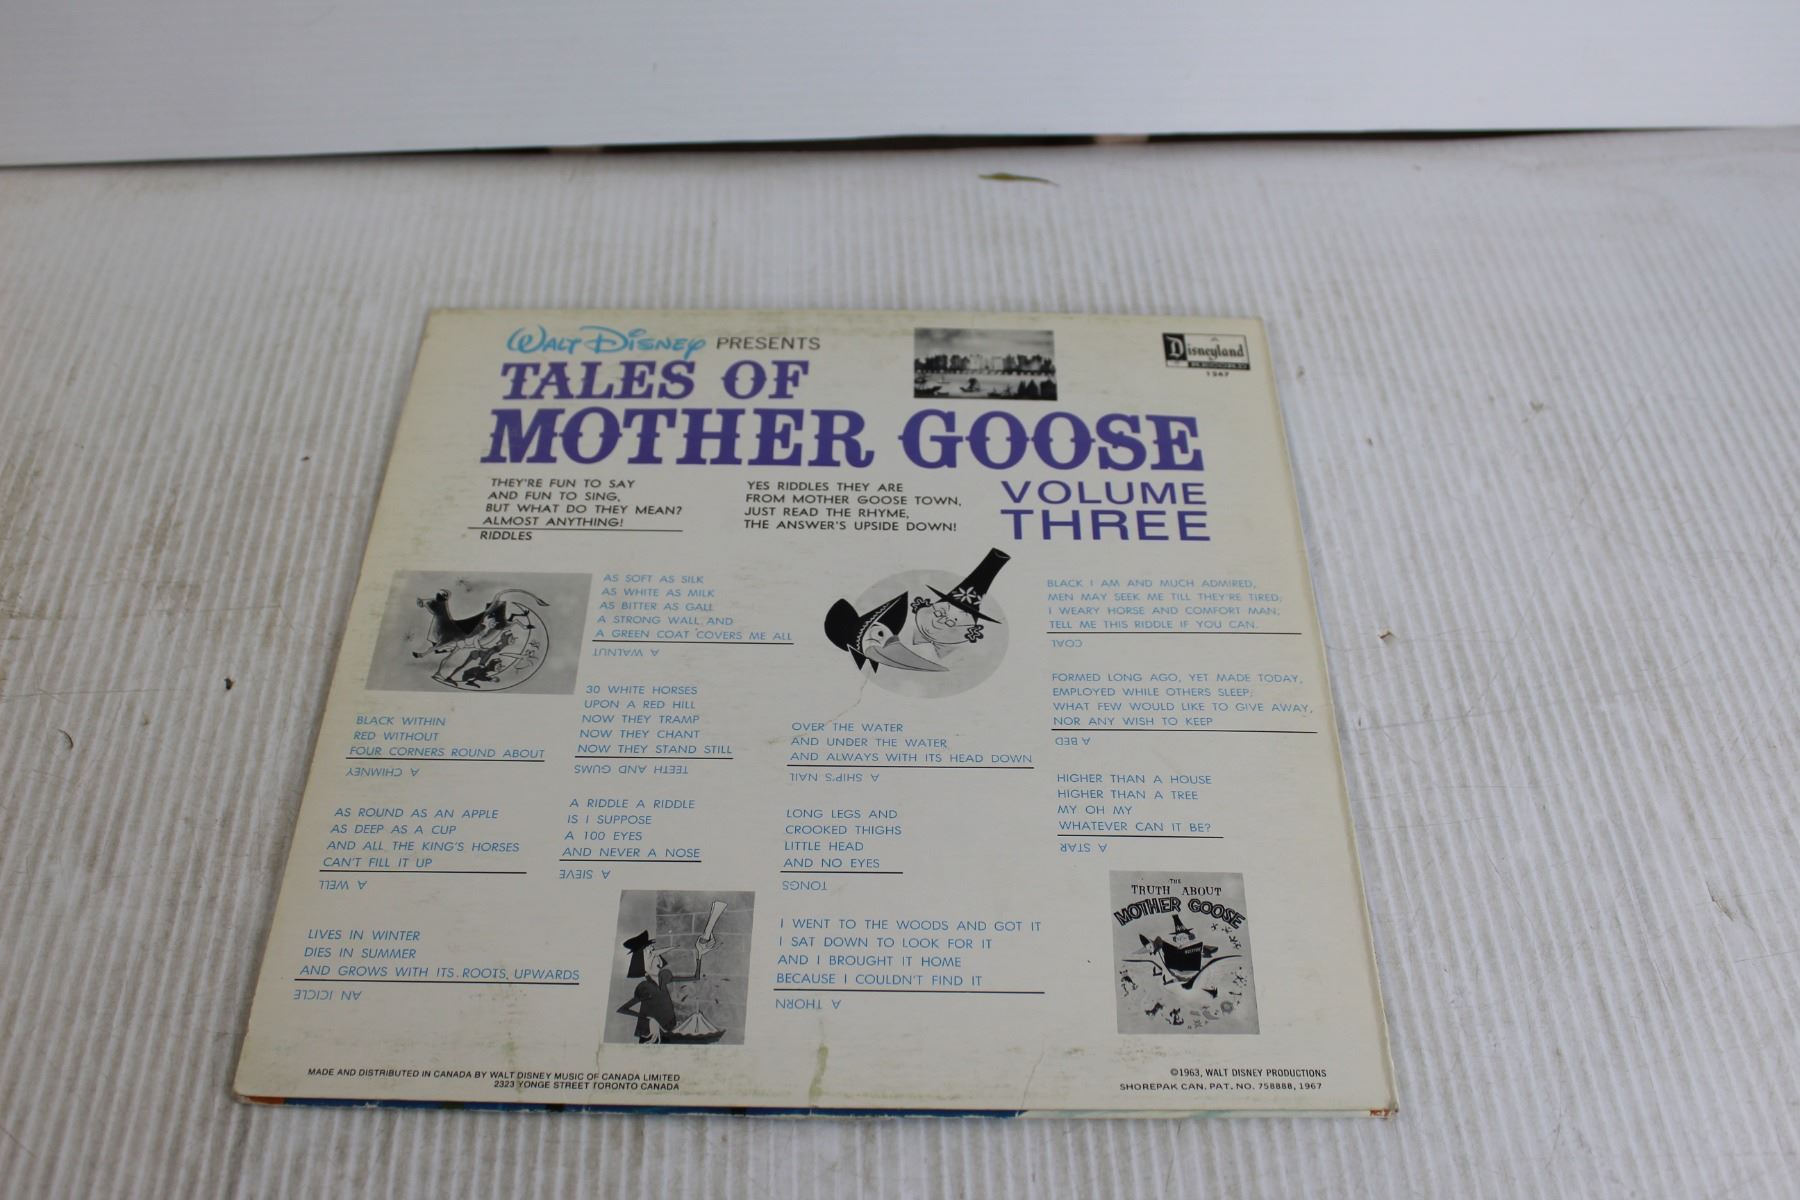 WALT DISNEY PRESENTS
TALES OF
MOTHER GOOSE
VOLUME
THREE
Disneyland
RECORD
1267
THEY'RE FUN TO SAY
AND FUN TO SING,
BUT WHAT DO THEY MEAN?
ALMOST ANYTHING!
RIDDLES
YES RIDDLES THEY ARE
FROM MOTHER GOOSE TOWN,
JUST READ THE RHYME,
THE ANSWER'S UPSIDE DOWN!
BLACK WITHIN
RED WITHOUT
FOUR CORNERS ROUND ABOUT
A CHIMNEY
AS ROUND AS AN APPLE
AS DEEP AS A CUP
AND ALL THE KING'S HORSES
CAN'T FILL IT UP
A WELL
LIVES IN WINTER
DIES IN SUMMER
AND GROWS WITH ITS ROOTS UPWARDS
AN ICICLE
AS SOFT AS SILK
AS WHITE AS MILK
AS BITTER AS GALL
A STRONG WALL AND
A GREEN COAT COVERS ME ALL
A WALNUT
30 WHITE HORSES
UPON A RED HILL
NOW THEY TRAMP
NOW THEY CHANT
NOW THEY STAND STILL
TEETH AND GUMS
A RIDDLE A RIDDLE
IS I SUPPOSE
A 100 EYES
AND NEVER A NOSE
A SIEVE
OVER THE WATER
AND UNDER THE WATER
AND ALWAYS WITH ITS HEAD DOWN
A SHIP'S NAIL
LONG LEGS AND
CROOKED THIGHS
LITTLE HEAD
AND NO EYES
TONGS
I WENT TO THE WOODS AND GOT IT
I SAT DOWN TO LOOK FOR IT
AND I BROUGHT IT HOME
BECAUSE I COULDN'T FIND IT
A THORN
BLACK I AM AND MUCH ADMIRED,
MEN MAY SEEK ME TILL THEY'RE TIRED;
I WEARY HORSE AND COMFORT MAN;
TELL ME THIS RIDDLE IF YOU CAN.
COAL
FORMED LONG AGO, YET MADE TODAY,
EMPLOYED WHILE OTHERS SLEEP;
WHAT FEW WOULD LIKE TO GIVE AWAY,
NOR ANY WISH TO KEEP
A BED
HIGHER THAN A HOUSE
HIGHER THAN A TREE
MY OH MY
WHATEVER CAN IT BE?
A STAR
THE
TRUTH ABOUT
MOTHER GOOSE
MADE AND DISTRIBUTED IN CANADA BY WALT DISNEY MUSIC OF CANADA LIMITED
2323 YONGE STREET TORONTO CANADA
©1963, WALT DISNEY PRODUCTIONS
SHOREPAK CAN. PAT. NO. 758888, 1967